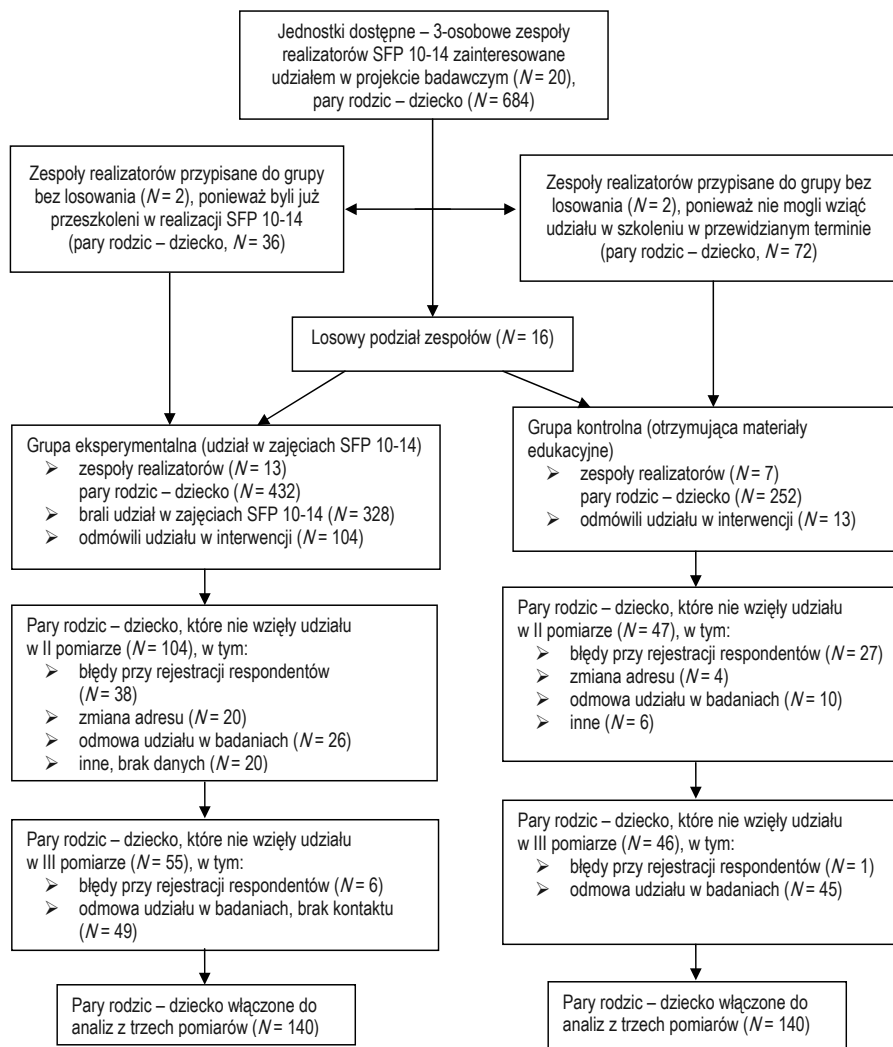 Jednostki dostępne – 3-osobowe zespoły
realizatorów SFP 10-14 zainteresowane
udziałem w projekcie badawczym (N = 20),
pary rodzic – dziecko (N = 684)
Zespoły realizatorów przypisane do grupy
bez losowania (N = 2), ponieważ byli już
przeszkoleni w realizacji SFP 10-14
(pary rodzic – dziecko, N = 36)
Zespoły realizatorów przypisane do grupy bez
losowania (N = 2), ponieważ nie mogli wziąć
udziału w szkoleniu w przewidzianym terminie
(pary rodzic – dziecko, N = 72)
Losowy podział zespołów (N = 16)
Grupa eksperymentalna (udział w zajęciach SFP 10-14)
➢ zespoły realizatorów (N = 13)
pary rodzic – dziecko (N = 432)
➢ brali udział w zajęciach SFP 10-14 (N = 328)
➢ odmówili udziału w interwencji (N = 104)
Grupa kontrolna (otrzymująca materiały
edukacyjne)
➢ zespoły realizatorów (N = 7)
pary rodzic – dziecko (N = 252)
➢ odmówili udziału w interwencji (N = 13)
Pary rodzic – dziecko, które nie wzięły udziału
w II pomiarze (N = 104), w tym:
➢ błędy przy rejestracji respondentów
(N = 38)
➢ zmiana adresu (N = 20)
➢ odmowa udziału w badaniach (N = 26)
➢ inne, brak danych (N = 20)
Pary rodzic – dziecko, które nie wzięły udziału
w II pomiarze (N = 47), w tym:
➢ błędy przy rejestracji respondentów (N = 27)
➢ zmiana adresu (N = 4)
➢ odmowa udziału w badaniach (N = 10)
➢ inne (N = 6)
Pary rodzic – dziecko, które nie wzięły udziału
w III pomiarze (N = 55), w tym:
➢ błędy przy rejestracji respondentów (N = 6)
➢ odmowa udziału w badaniach, brak kontaktu
(N = 49)
Pary rodzic – dziecko, które nie wzięły udziału
w III pomiarze (N = 46), w tym:
➢ błędy przy rejestracji respondentów (N = 1)
➢ odmowa udziału w badaniach (N = 45)
Pary rodzic – dziecko włączone do
analiz z trzech pomiarów (N = 140)
Pary rodzic – dziecko włączone do
analiz z trzech pomiarów (N = 140)